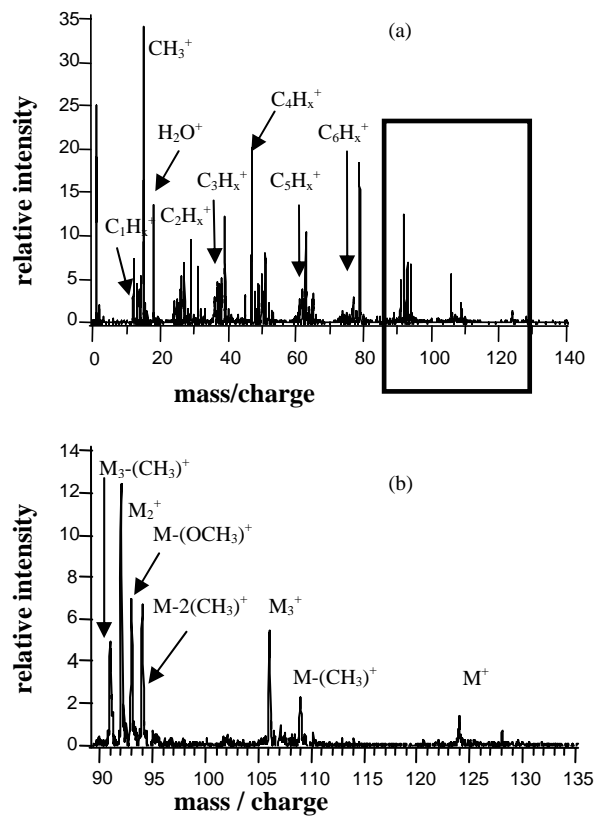 (a)
35
30
25
20
15
10
5
0
relative intensity
CH₃⁺
H₂O⁺
C₁Hₓ⁺
C₂Hₓ⁺
C₃Hₓ⁺
C₄Hₓ⁺
C₅Hₓ⁺
C₆Hₓ⁺
0 20 40 60 80 100 120 140
mass/charge
(b)
14
12
10
8
6
4
2
0
relative intensity
M₃-(CH₃)⁺
M₂⁺
M-(OCH₃)⁺
M-2(CH₃)⁺
M₃⁺
M-(CH₃)⁺
M⁺
90 95 100 105 110 115 120 125 130 135
mass / charge